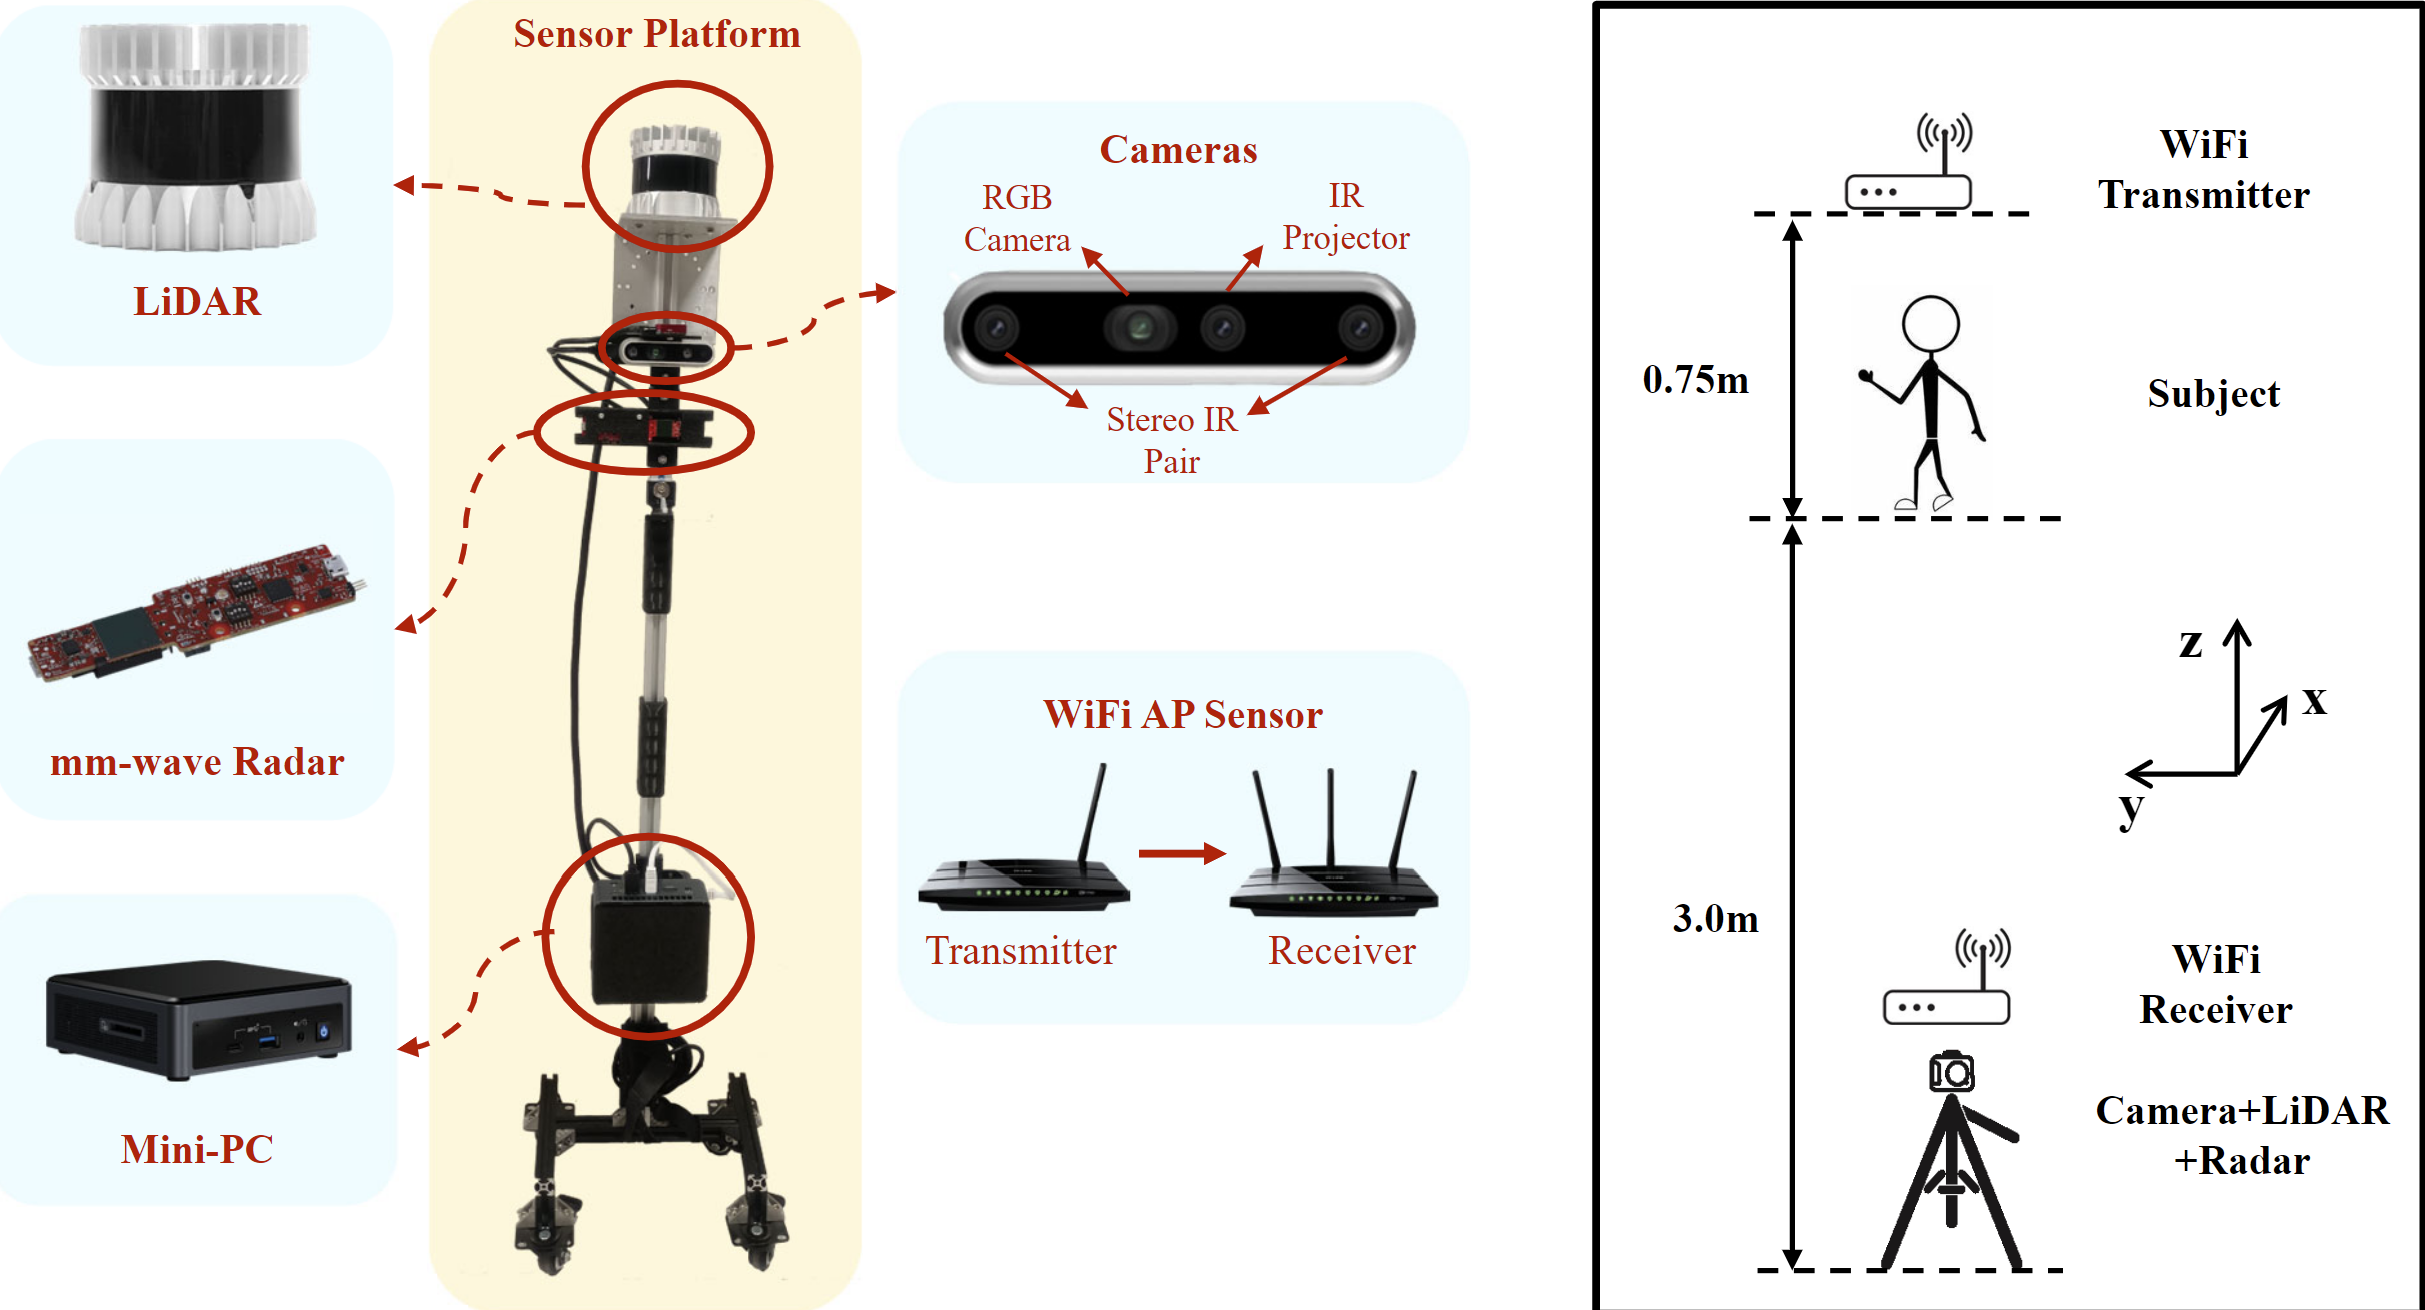 Sensor Platform
LiDAR
mm-wave Radar
Mini-PC
Cameras
RGB
Camera
IR
Projector
Stereo IR
Pair
WiFi AP Sensor
Transmitter
Receiver
WiFi
Transmitter
0.75m
Subject
z
x
y
3.0m
WiFi
Receiver
Camera+LiDAR
+Radar